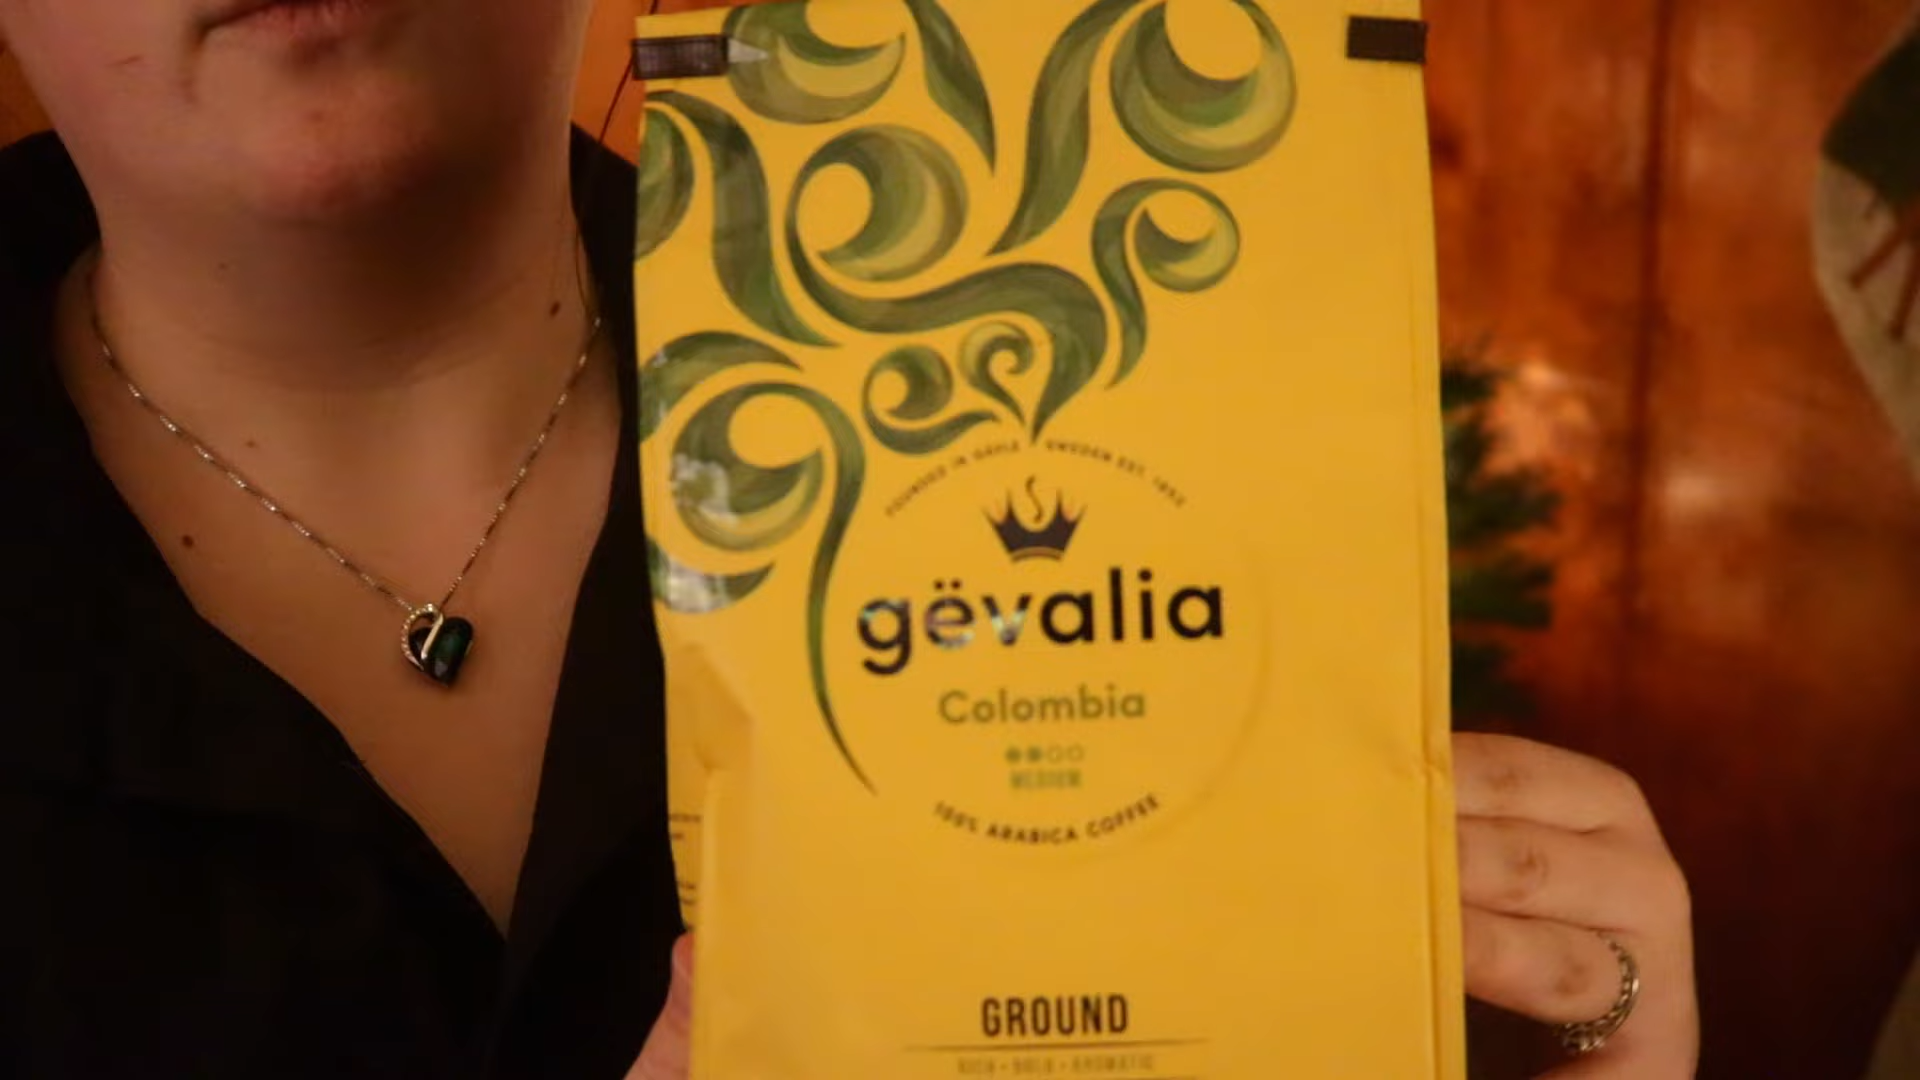 FOUNDED IN GÄVLE SWEDEN EST. 1853
gëvalia
Colombia
MEDIUM
100% ARABICA COFFEE
GROUND
RICH • BOLD • AROMATIC